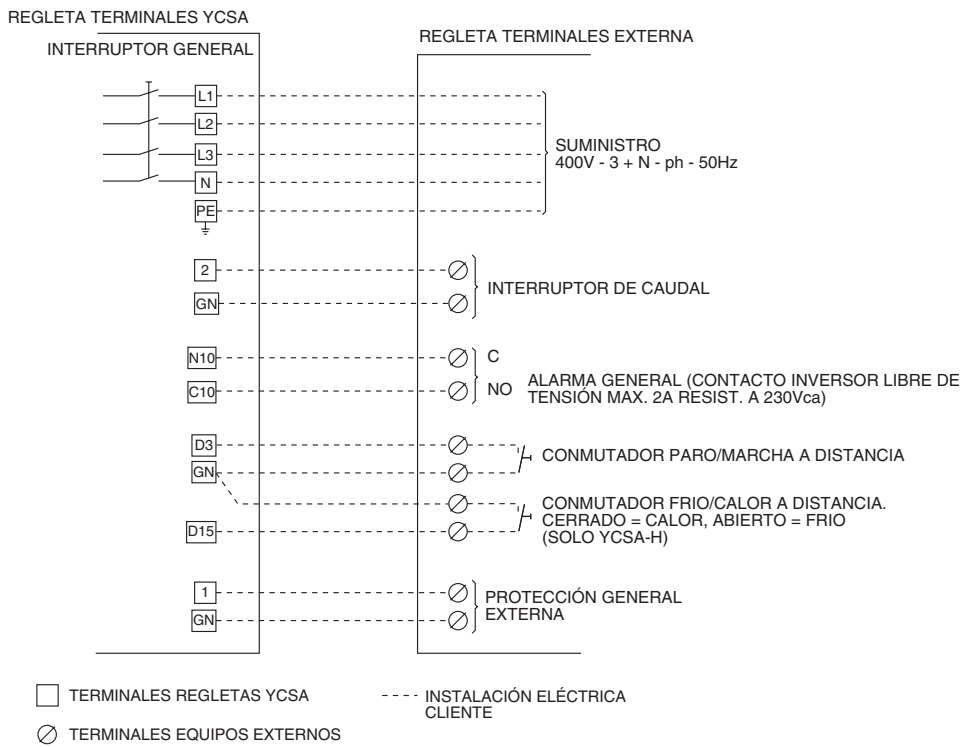 REGLETA TERMINALES YCSA
INTERRUPTOR GENERAL
REGLETA TERMINALES EXTERNA
L1
L2
L3
N
PE
SUMINISTRO
400V - 3 + N - ph - 50Hz
2
GN
INTERRUPTOR DE CAUDAL
N10
C
C10
NO
ALARMA GENERAL (CONTACTO INVERSOR LIBRE DE
TENSIÓN MAX. 2A RESIST. A 230Vca)
D3
GN
CONMUTADOR PARO/MARCHA A DISTANCIA
D15
CONMUTADOR FRIO/CALOR A DISTANCIA.
CERRADO = CALOR, ABIERTO = FRIO
(SOLO YCSA-H)
1
GN
PROTECCIÓN GENERAL
EXTERNA
TERMINALES REGLETAS YCSA
INSTALACIÓN ELÉCTRICA
CLIENTE
TERMINALES EQUIPOS EXTERNOS